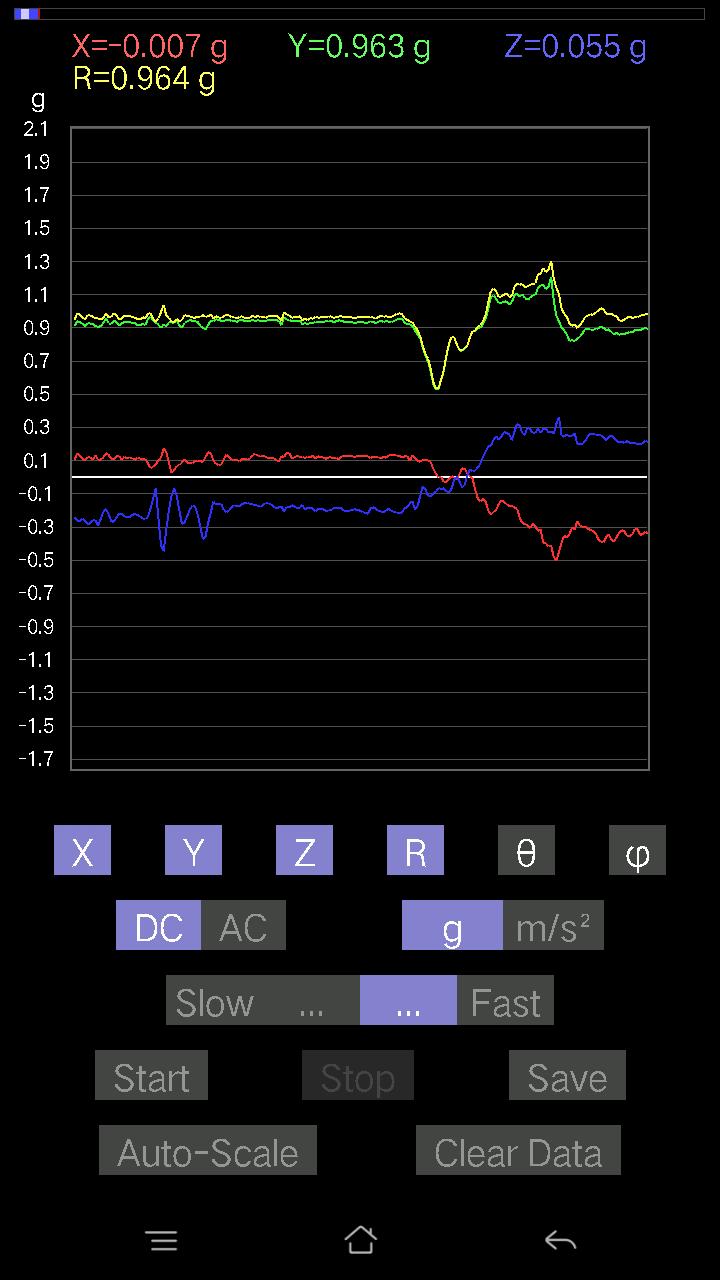 X=-0.007 g Y=0.963 g Z=0.055 g
R=0.964 g
g
2.1
1.9
1.7
1.5
1.3
1.1
0.9
0.7
0.5
0.3
0.1
-0.1
-0.3
-0.5
-0.7
-0.9
-1.1
-1.3
-1.5
-1.7
X Y Z R θ φ
DC AC g m/s²
Slow ... ... Fast
Start Stop Save
Auto-Scale Clear Data